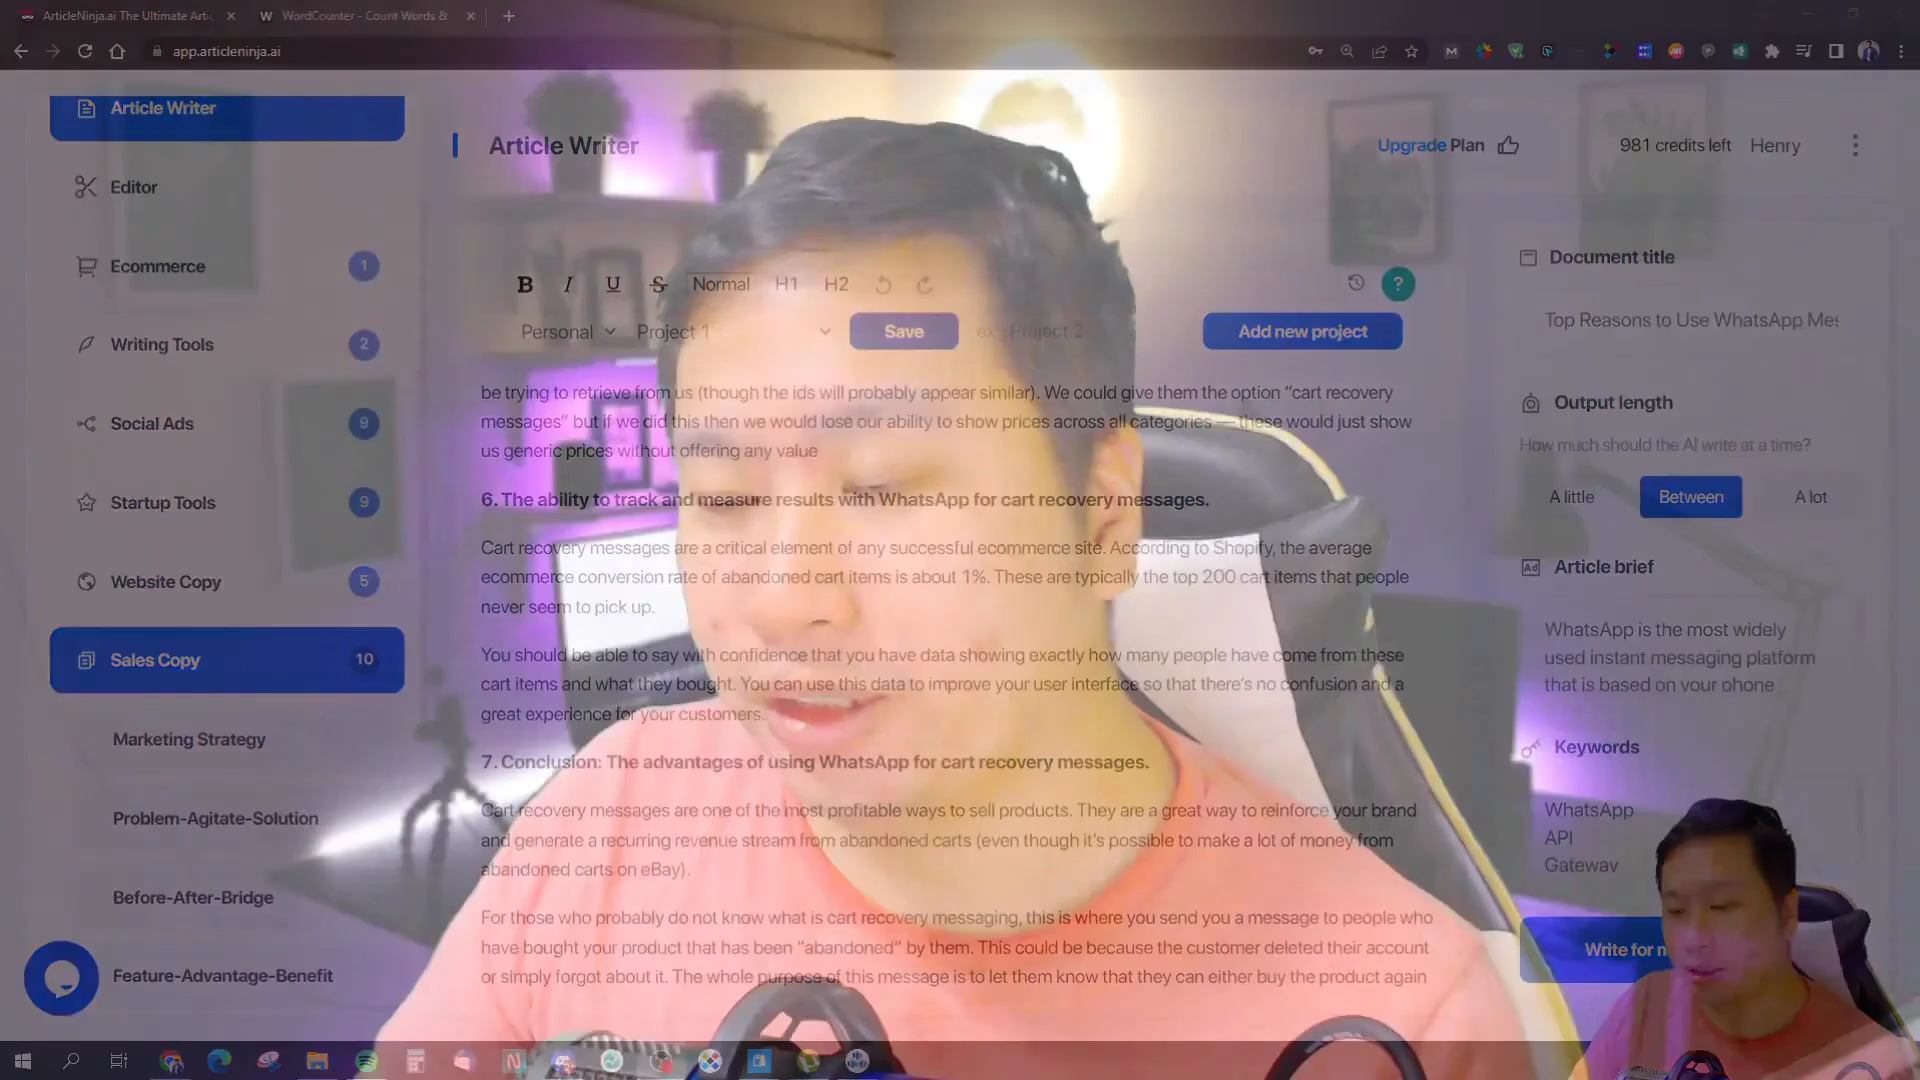 ArticleNinja.ai The Ultimate Artic
WordCounter - Count Words &
app.articleninja.ai
Article Writer
Editor
Ecommerce 1
Writing Tools 2
Social Ads 9
Startup Tools 9
Website Copy 5
Sales Copy 10
Marketing Strategy
Problem-Agitate-Solution
Before-After-Bridge
Feature-Advantage-Benefit
Article Writer
Upgrade Plan
981 credits left Henry
B I U S Normal H1 H2
?
Personal Project 1 Save ex. Project 2 Add new project
be trying to retrieve from us (though the ids will probably appear similar). We could give them the option “cart recovery
messages” but if we did this then we would lose our ability to show prices across all categories — these would just show
us generic prices without offering any value
6. The ability to track and measure results with WhatsApp for cart recovery messages.
Cart recovery messages are a critical element of any successful ecommerce site. According to Shopify, the average
ecommerce conversion rate of abandoned cart items is about 1%. These are typically the top 200 cart items that people
never seem to pick up.
You should be able to say with confidence that you have data showing exactly how many people have come from these
cart items and what they bought. You can use this data to improve your user interface so that there's no confusion and a
great experience for your customers.
7. Conclusion: The advantages of using WhatsApp for cart recovery messages.
Cart recovery messages are one of the most profitable ways to sell products. They are a great way to reinforce your brand
and generate a recurring revenue stream from abandoned carts (even though it's possible to make a lot of money from
abandoned carts on eBay).
For those who probably do not know what is cart recovery messaging, this is where you send you a message to people who
have bought your product that has been "abandoned" by them. This could be because the customer deleted their account
or simply forgot about it. The whole purpose of this message is to let them know that they can either buy the product again
Document title
Top Reasons to Use WhatsApp Mes
Output length
How much should the AI write at a time?
A little Between A lot
Article brief
WhatsApp is the most widely
used instant messaging platform
that is based on your phone
Keywords
WhatsApp
API
Gateway
Write for